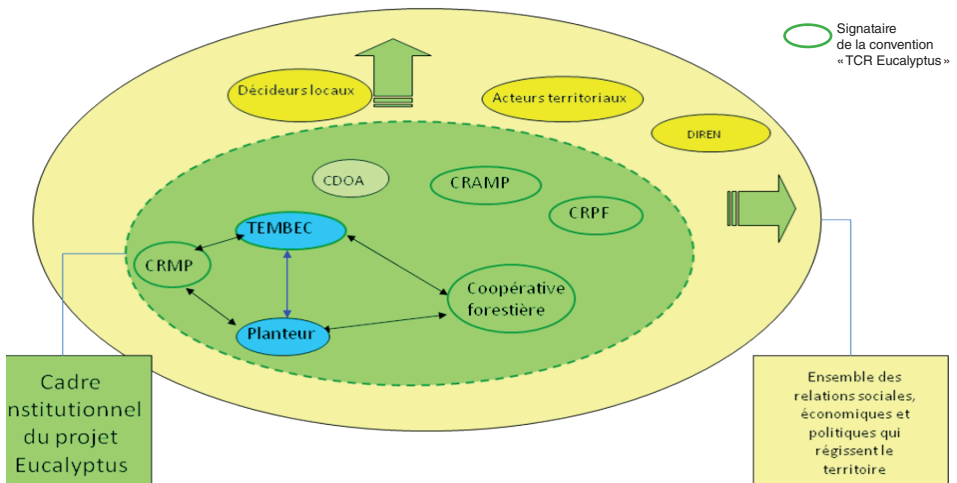 Signataire
de la convention
« TCR Eucalyptus »
Décideurs locaux
Acteurs territoriaux
DIREN
CDOA
CRAMP
CRPF
TEMBEC
CRMP
Coopérative
forestière
Planteur
Cadre
nstitutionnel
du projet
Eucalyptus
Ensemble des
relations sociales,
économiques et
politiques qui
régissent le
territoire